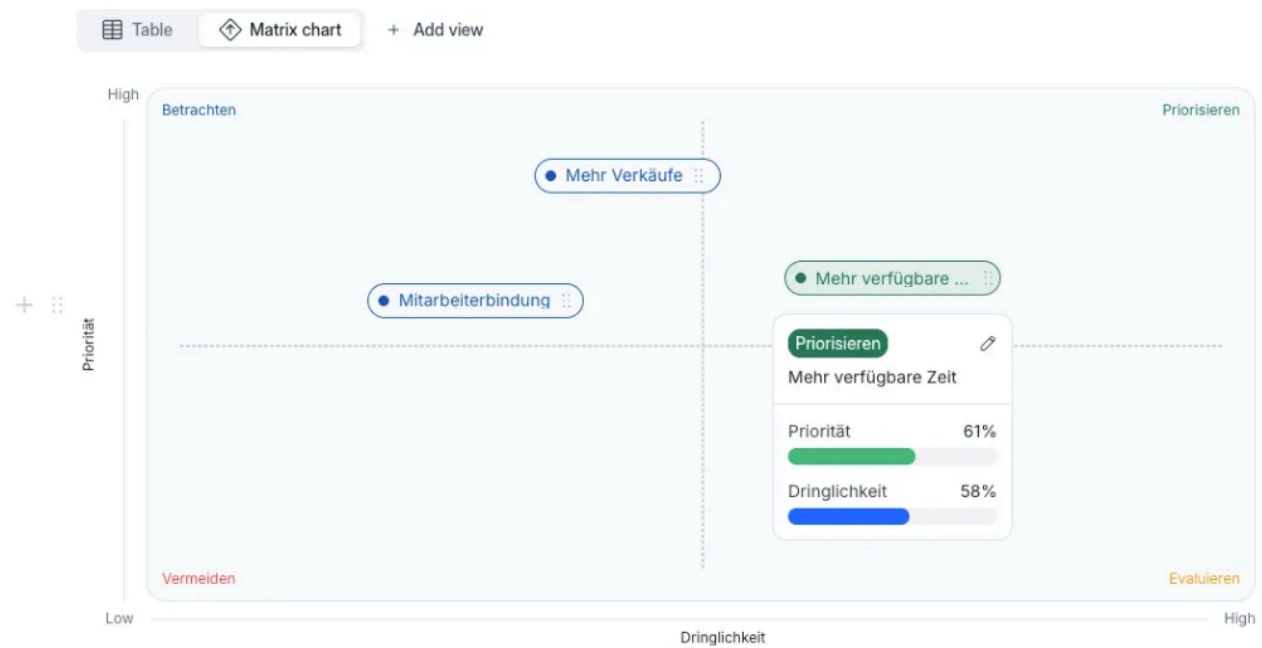 Table
Matrix chart
+ Add view
High
Betrachten
Priorisieren
Mehr Verkäufe
Mehr verfügbare ...
Mitarbeiterbindung
Priorität
Priorisieren
Mehr verfügbare Zeit
Priorität 61%
Dringlichkeit 58%
Vermeiden
Evaluieren
Low
High
Dringlichkeit